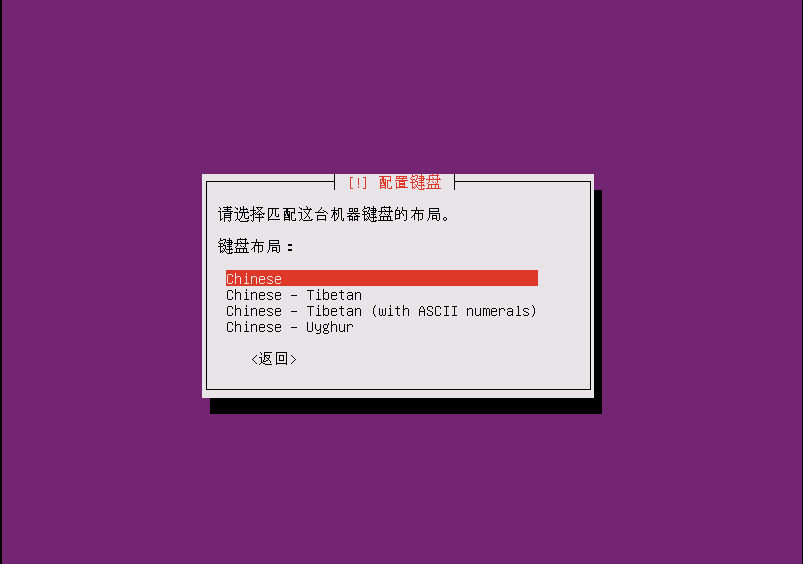 [!] 配置键盘
请选择匹配这台机器键盘的布局。
键盘布局：
Chinese
Chinese - Tibetan
Chinese - Tibetan (with ASCII numerals)
Chinese - Uyghur
<返回>